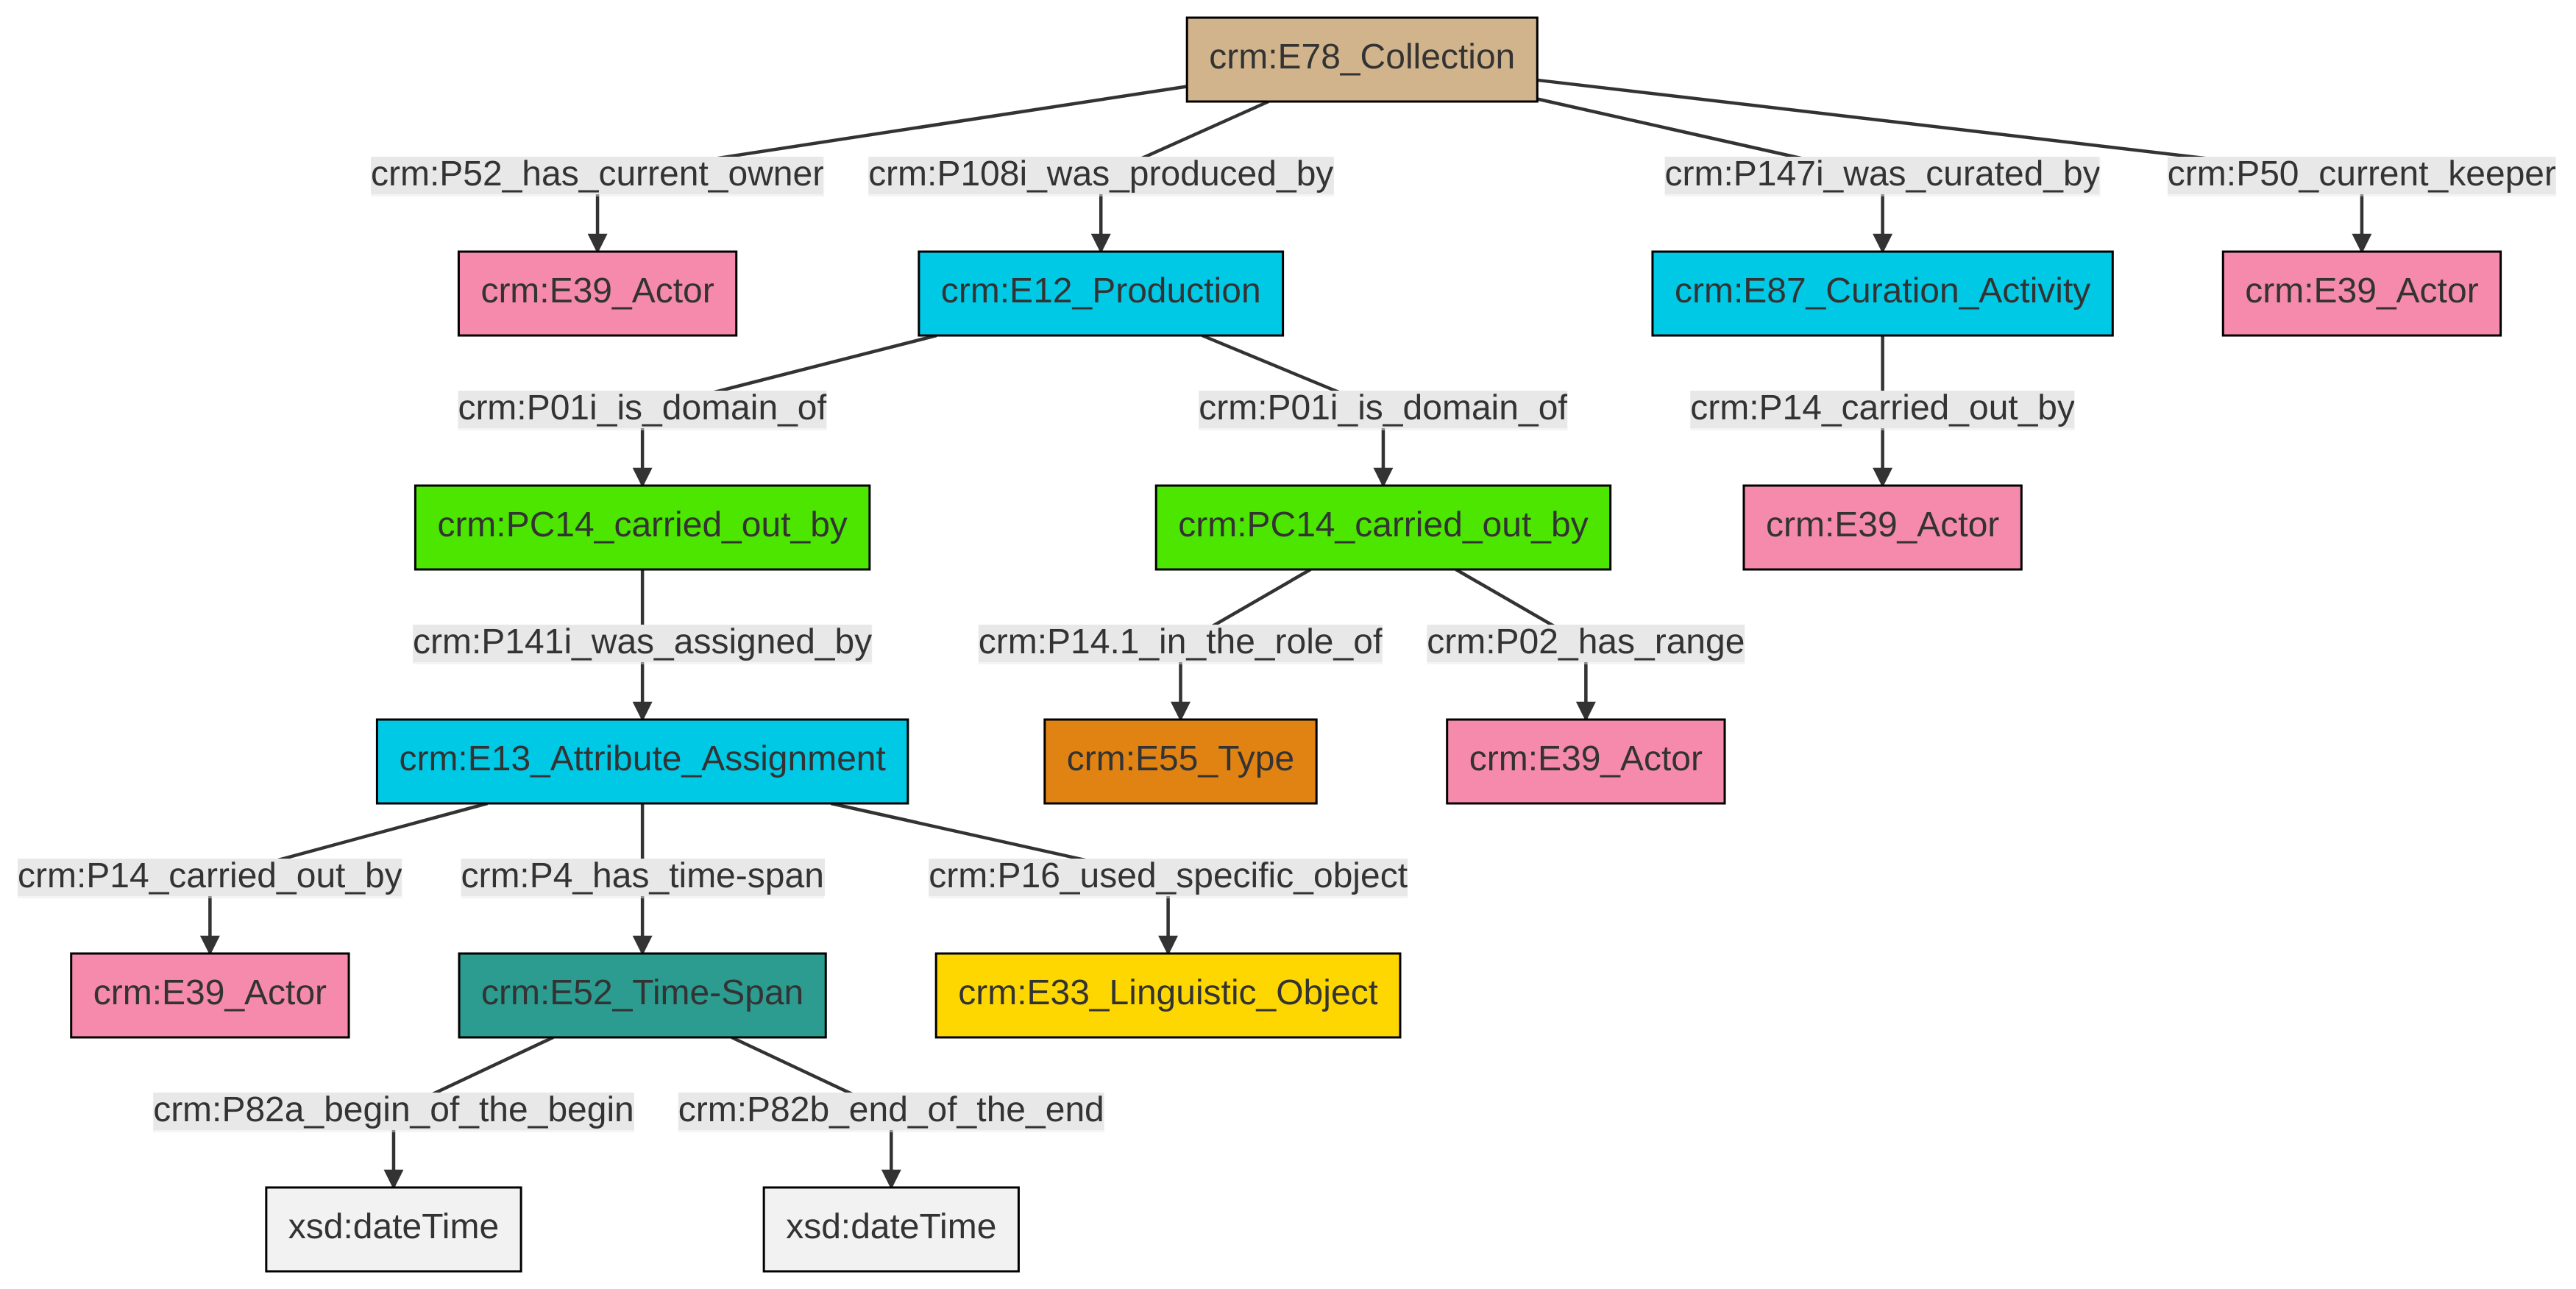 crm:E78_Collection
crm:P52_has_current_owner
crm:P108i_was_produced_by
crm:P147i_was_curated_by
crm:P50_current_keeper
crm:E39_Actor
crm:E12_Production
crm:E87_Curation_Activity
crm:E39_Actor
crm:P01i_is_domain_of
crm:P01i_is_domain_of
crm:P14_carried_out_by
crm:PC14_carried_out_by
crm:PC14_carried_out_by
crm:E39_Actor
crm:P141i_was_assigned_by
crm:P14.1_in_the_role_of
crm:P02_has_range
crm:E13_Attribute_Assignment
crm:E55_Type
crm:E39_Actor
crm:P14_carried_out_by
crm:P4_has_time-span
crm:P16_used_specific_object
crm:E39_Actor
crm:E52_Time-Span
crm:E33_Linguistic_Object
crm:P82a_begin_of_the_begin
crm:P82b_end_of_the_end
xsd:dateTime
xsd:dateTime